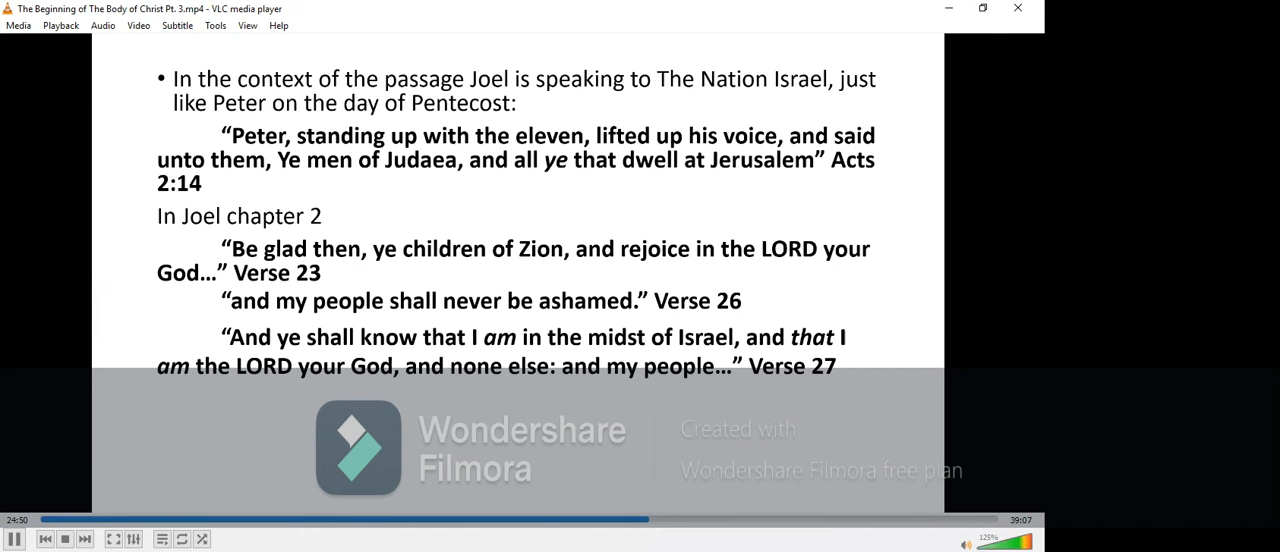 The Beginning of The Body of Christ Pt. 3.mp4 - VLC media player
Media Playback Audio Video Subtitle Tools View Help
• In the context of the passage Joel is speaking to The Nation Israel, just
like Peter on the day of Pentecost:
“Peter, standing up with the eleven, lifted up his voice, and said
unto them, Ye men of Judaea, and all ye that dwell at Jerusalem” Acts
2:14
In Joel chapter 2
“Be glad then, ye children of Zion, and rejoice in the LORD your
God…” Verse 23
“and my people shall never be ashamed.” Verse 26
“And ye shall know that I am in the midst of Israel, and that I
am the LORD your God, and none else: and my people…” Verse 27
Wondershare
Filmora
Created with
Wondershare Filmora free plan
24:50
39:07
125%